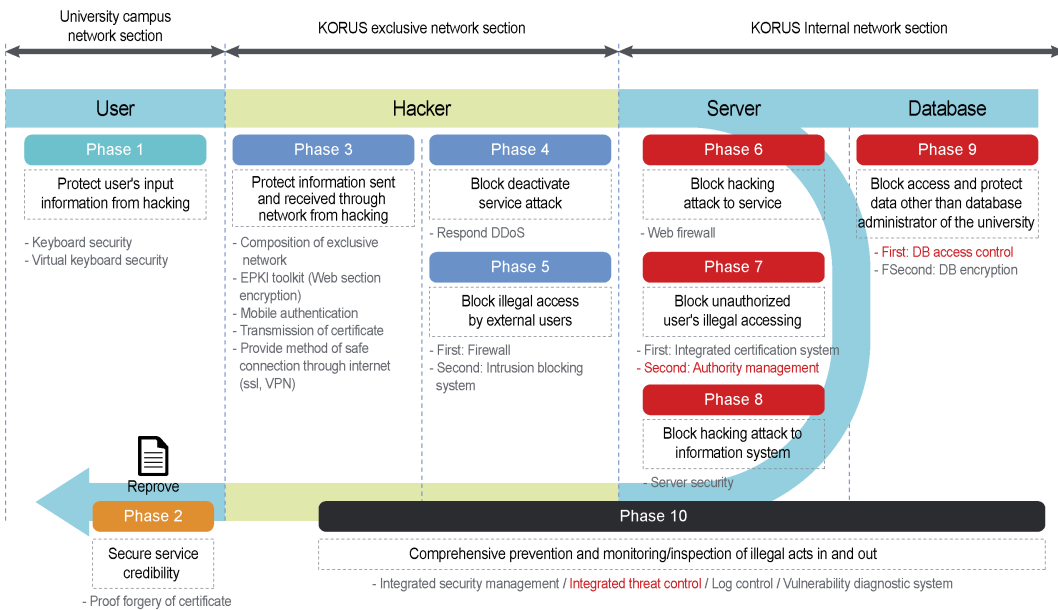 University campus
network section
KORUS exclusive network section
KORUS Internal network section
User
Hacker
Server
Database
Phase 1
Protect user's input
information from hacking
- Keyboard security
- Virtual keyboard security
Phase 3
Protect information sent
and received through
network from hacking
- Composition of exclusive
network
- EPKI toolkit (Web section
encryption)
- Mobile authentication
- Transmission of certificate
- Provide method of safe
connection through internet
(ssl, VPN)
Phase 4
Block deactivate
service attack
- Respond DDoS
Phase 5
Block illegal access
by external users
- First: Firewall
- Second: Intrusion blocking
system
Phase 6
Block hacking
attack to service
- Web firewall
Phase 7
Block unauthorized
user's illegal accessing
- First: Integrated certification system
- Second: Authority management
Phase 8
Block hacking attack to
information system
- Server security
Phase 9
Block access and protect
data other than database
administrator of the university
- First: DB access control
- FSecond: DB encryption
Reprove
Phase 2
Secure service
credibility
- Proof forgery of certificate
Phase 10
Comprehensive prevention and monitoring/inspection of illegal acts in and out
- Integrated security management / Integrated threat control / Log control / Vulnerability diagnostic system